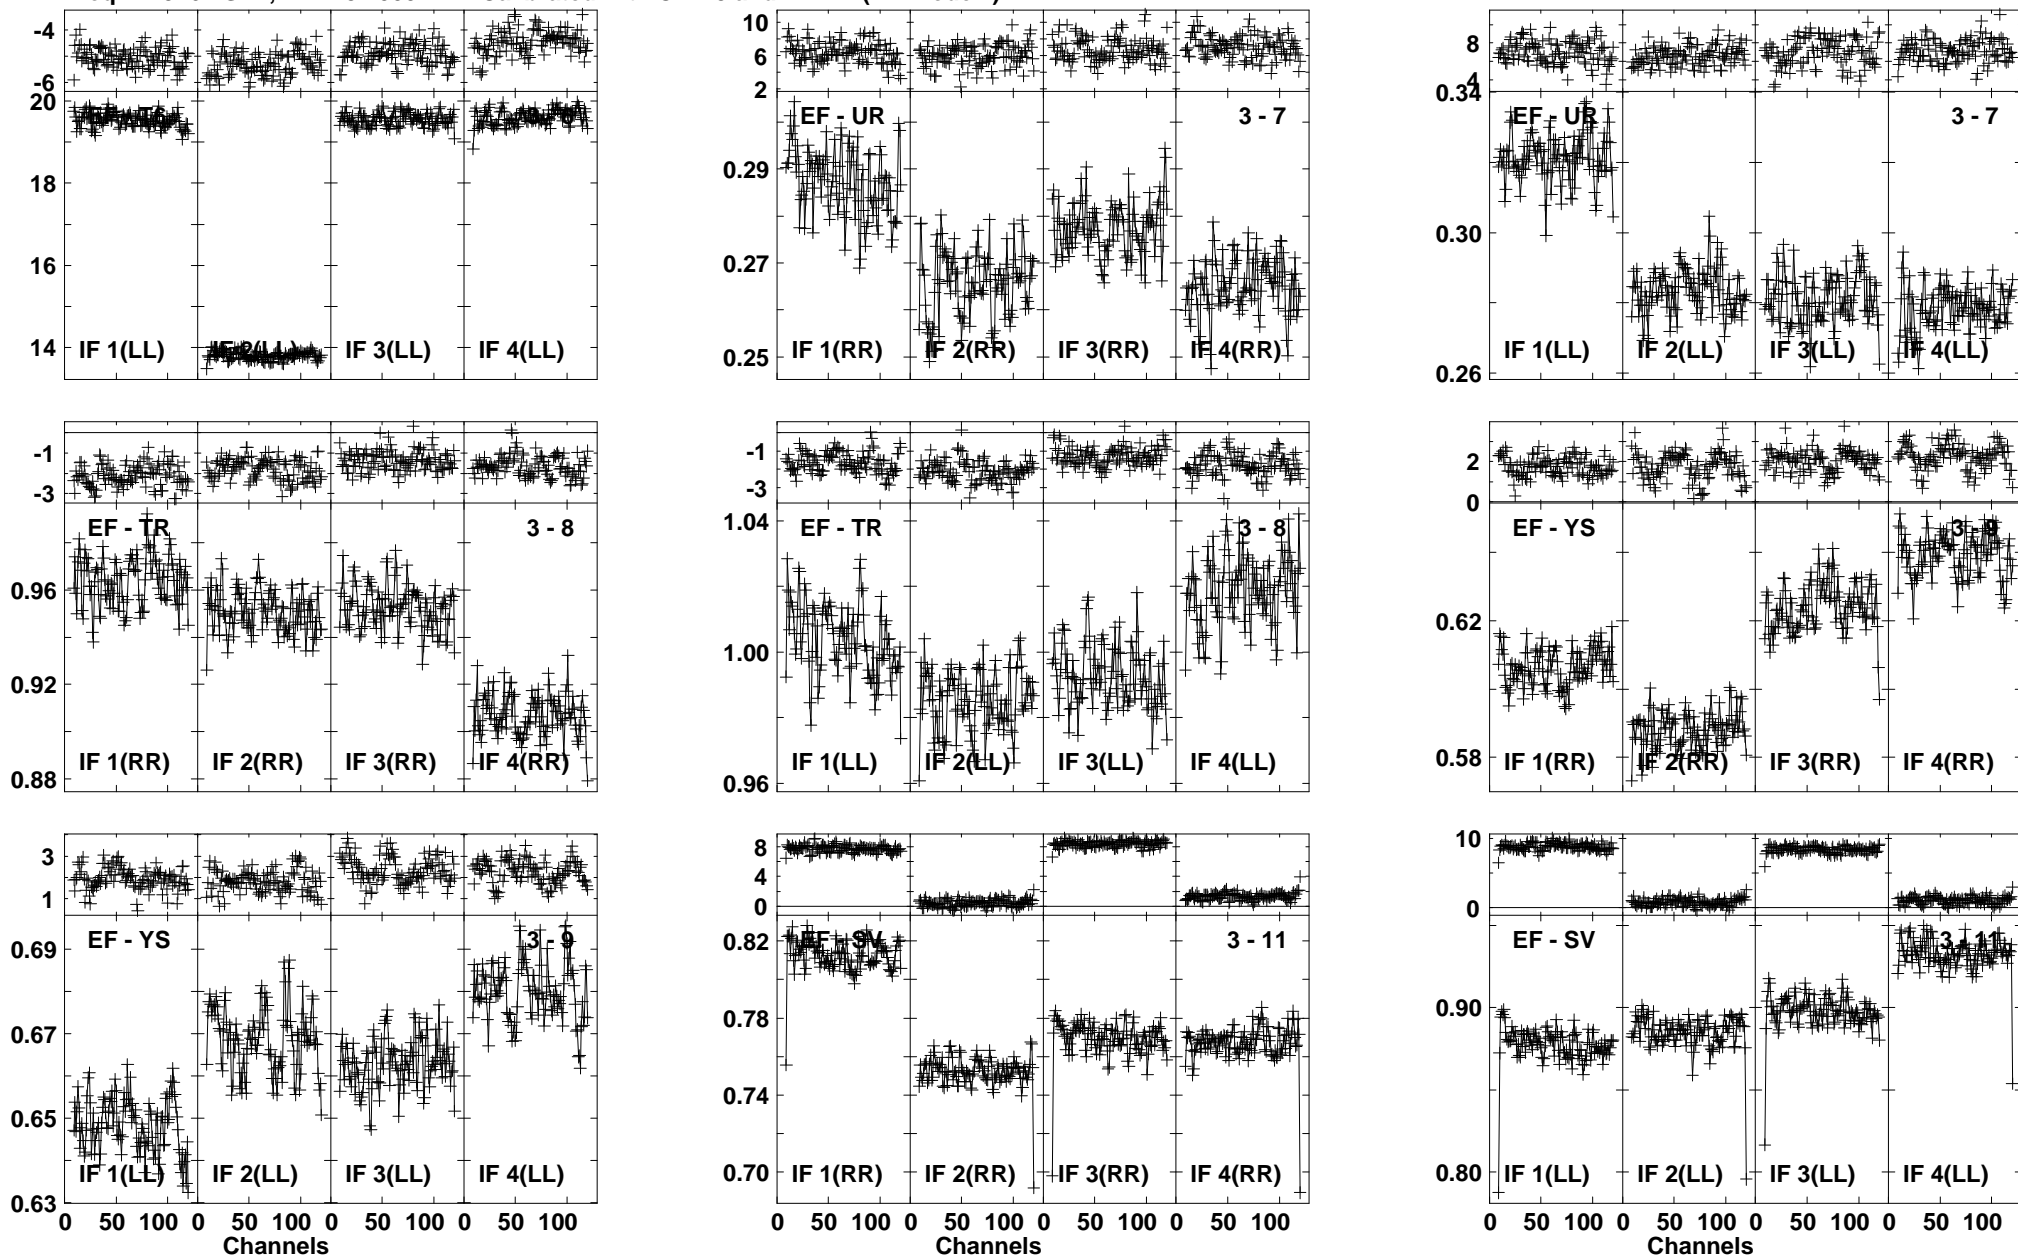 -4
-6
20
18
16
14
IF 1(LL)
IF 2(LL)
IF 3(LL)
IF 4(LL)
10
6
2
0.29
0.27
0.25
EF - UR
3 - 7
IF 1(RR)
IF 2(RR)
IF 3(RR)
IF 4(RR)
8
4
0.34
0.30
0.26
EF - UR
3 - 7
IF 1(LL)
IF 2(LL)
IF 3(LL)
IF 4(LL)
-1
-3
0.96
0.92
0.88
EF - TR
3 - 8
IF 1(RR)
IF 2(RR)
IF 3(RR)
IF 4(RR)
-1
-3
1.04
1.00
0.96
EF - TR
3 - 8
IF 1(LL)
IF 2(LL)
IF 3(LL)
IF 4(LL)
2
0
0.62
0.58
EF - YS
3 - 9
IF 1(RR)
IF 2(RR)
IF 3(RR)
IF 4(RR)
3
1
0.69
0.67
0.65
0.63
EF - YS
3 - 9
IF 1(LL)
IF 2(LL)
IF 3(LL)
IF 4(LL)
0 50 100 0 50 100 0 50 100 0 50 100
Channels
8
4
0
0.82
0.78
0.74
0.70
EF - SV
3 - 11
IF 1(RR)
IF 2(RR)
IF 3(RR)
IF 4(RR)
0 50 100 0 50 100 0 50 100 0 50 100
Channels
10
0
0.90
0.80
EF - SV
3 - 11
IF 1(LL)
IF 2(LL)
IF 3(LL)
IF 4(LL)
0 50 100 0 50 100 0 50 100 0 50 100
Channels